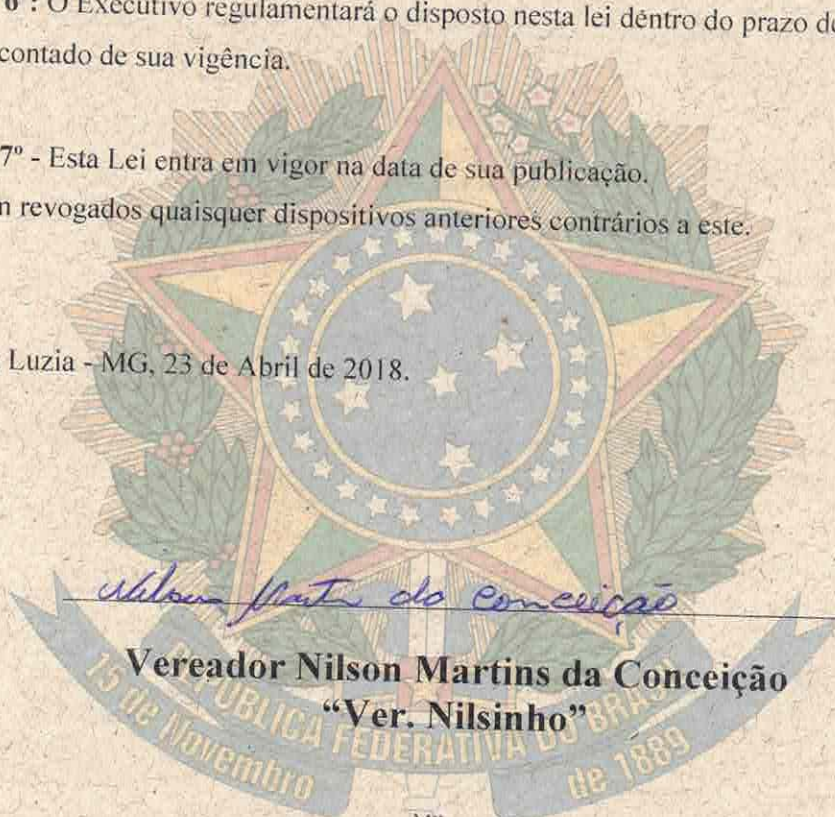 6º : O Executivo regulamentará o disposto nesta lei dentro do prazo de
contado de sua vigência.
7º - Esta Lei entra em vigor na data de sua publicação.
revogados quaisquer dispositivos anteriores contrários a este.
Luzia - MG, 23 de Abril de 2018.
Nilson Martins da Conceição
Vereador Nilson Martins da Conceição
“Ver. Nilsinho”
REPÚBLICA FEDERATIVA DO BRASIL
15 de Novembro de 1889